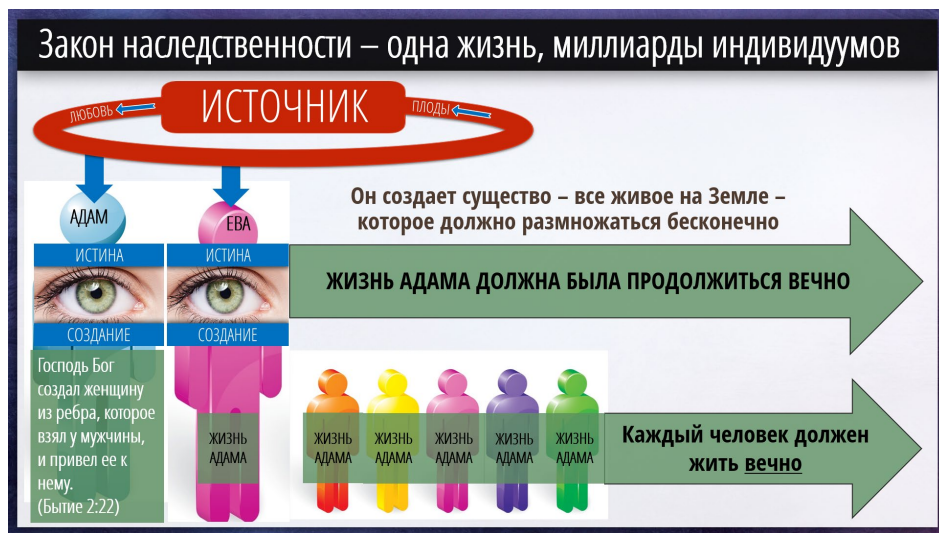 Закон наследственности – одна жизнь, миллиарды индивидуумов
ИСТОЧНИК
ЛЮБОВЬ
ПЛОДЫ
АДАМ
ЕВА
Он создает существо – все живое на Земле –
которое должно размножаться бесконечно
ИСТИНА
ИСТИНА
ЖИЗНЬ АДАМА ДОЛЖНА БЫЛА ПРОДОЛЖИТЬСЯ ВЕЧНО
СОЗДАНИЕ
СОЗДАНИЕ
Господь Бог
создал женщину
из ребра, которое
взял у мужчины,
и привел ее к
нему.
(Бытие 2:22)
ЖИЗНЬ
АДАМА
ЖИЗНЬ
АДАМА
ЖИЗНЬ
АДАМА
ЖИЗНЬ
АДАМА
ЖИЗНЬ
АДАМА
ЖИЗНЬ
АДАМА
Каждый человек должен
жить вечно